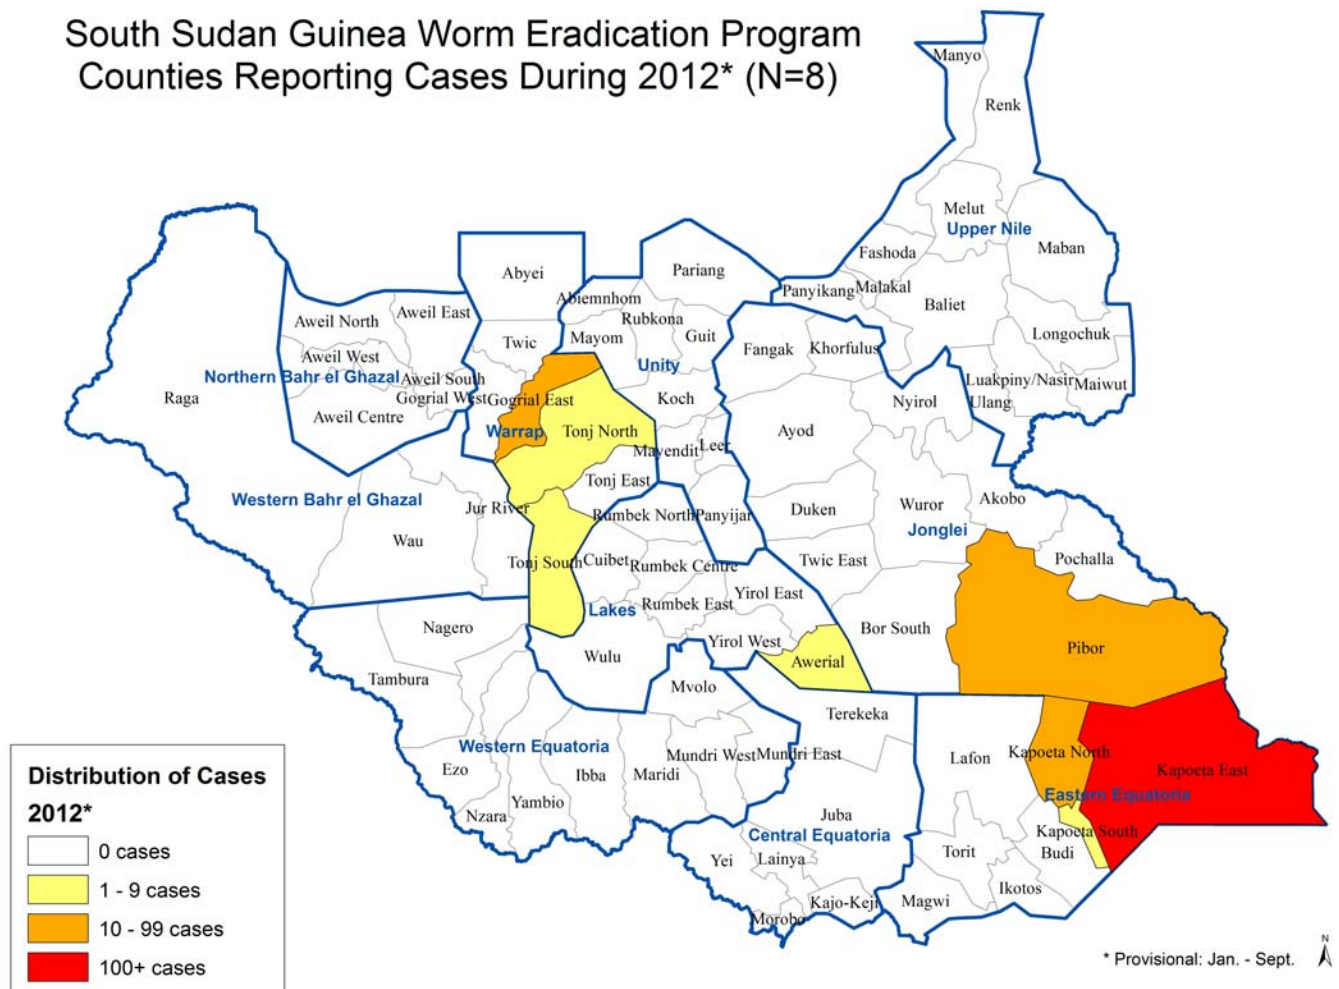 South Sudan Guinea Worm Eradication Program
Counties Reporting Cases During 2012* (N=8)
Manyo
Renk
Melut
Upper Nile
Maban
Fashoda
Abyei
Pariang
Panyikang
Malakal
Baliet
Abiemnhom
Rubkona
Aweil North
Aweil East
Longochuk
Mayom
Guit
Twic
Fangak
Khorfulus
Aweil West
Northern Bahr el Ghazal
Unity
Aweil South
Luakpiny/Nasir
Maiwut
Raga
Gogrial West
Gogrial East
Koch
Nyirol
Ulang
Aweil Centre
Warrap
Tonj North
Ayod
Mayendit
Leer
Tonj East
Western Bahr el Ghazal
Jur River
Wuror
Akobo
Rumbek North
Panyijar
Duken
Jonglei
Wau
Tonj South
Cuibet
Rumbek Centre
Twic East
Pochalla
Yirol East
Lakes
Rumbek East
Nagero
Bor South
Yirol West
Pibor
Wulu
Awerial
Tambura
Mvolo
Terekeka
Western Equatoria
Mundri West
Mundri East
Lafon
Kapoeta North
Kapoeta East
Ezo
Ibba
Maridi
Eastern Equatoria
Yambio
Nzara
Juba
Central Equatoria
Kapoeta South
Yei
Lainya
Torit
Budi
Ikotos
Morobo
Kajo-Keji
Magwi
Distribution of Cases
2012*
0 cases
1 - 9 cases
10 - 99 cases
100+ cases
* Provisional: Jan. - Sept.
N